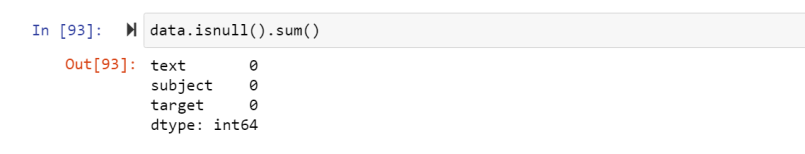 In [93]: data.isnull().sum()
Out[93]: text 0
subject 0
target 0
dtype: int64